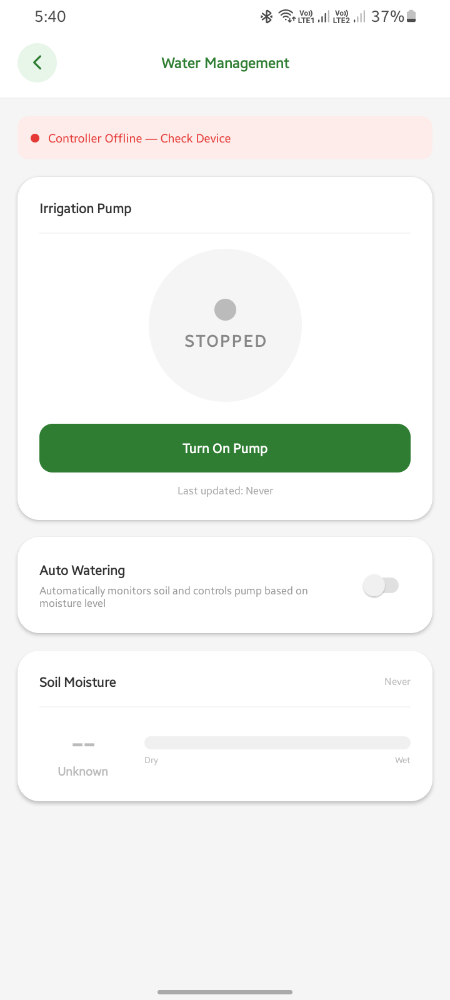 5:40
Vo)) LTE1 Vo)) LTE2 37%
Water Management
Controller Offline — Check Device
Irrigation Pump
STOPPED
Turn On Pump
Last updated: Never
Auto Watering
Automatically monitors soil and controls pump based on
moisture level
Soil Moisture Never
--
Dry Wet
Unknown